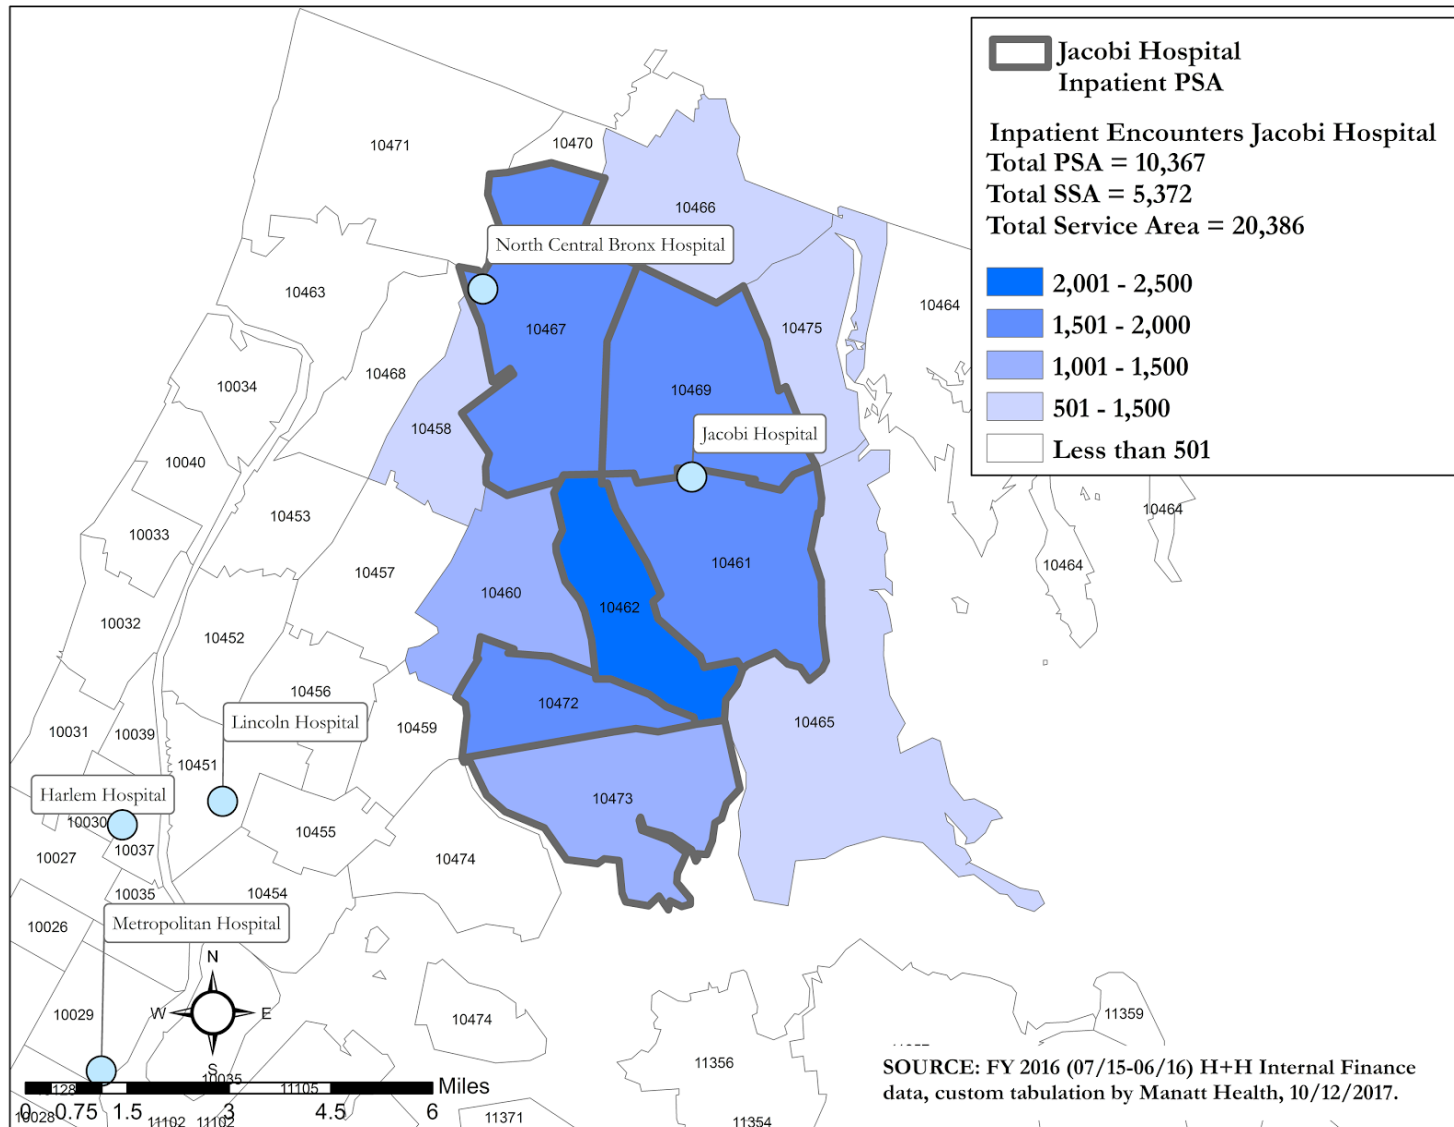 Jacobi Hospital
Inpatient PSA
Inpatient Encounters Jacobi Hospital
Total PSA = 10,367
Total SSA = 5,372
Total Service Area = 20,386
2,001 - 2,500
1,501 - 2,000
1,001 - 1,500
501 - 1,500
Less than 501
10471
10470
10466
North Central Bronx Hospital
10463
10464
10467
10475
10468
10034
10469
10458
Jacobi Hospital
10040
10453
10464
10033
10457
10461
10464
10460
10462
10032
10452
10456
10472
10465
Lincoln Hospital
10459
10031
10039
10451
Harlem Hospital
10473
10030
10455
10037
10027
10474
10035
10454
Metropolitan Hospital
10026
N
W
E
S
10029
10474
11359
11356
10035
SOURCE: FY 2016 (07/15-06/16) H+H Internal Finance
data, custom tabulation by Manatt Health, 10/12/2017.
10128
11105
Miles
0 0.75 1.5 3 4.5 6
10028
11102
11102
11371
11354